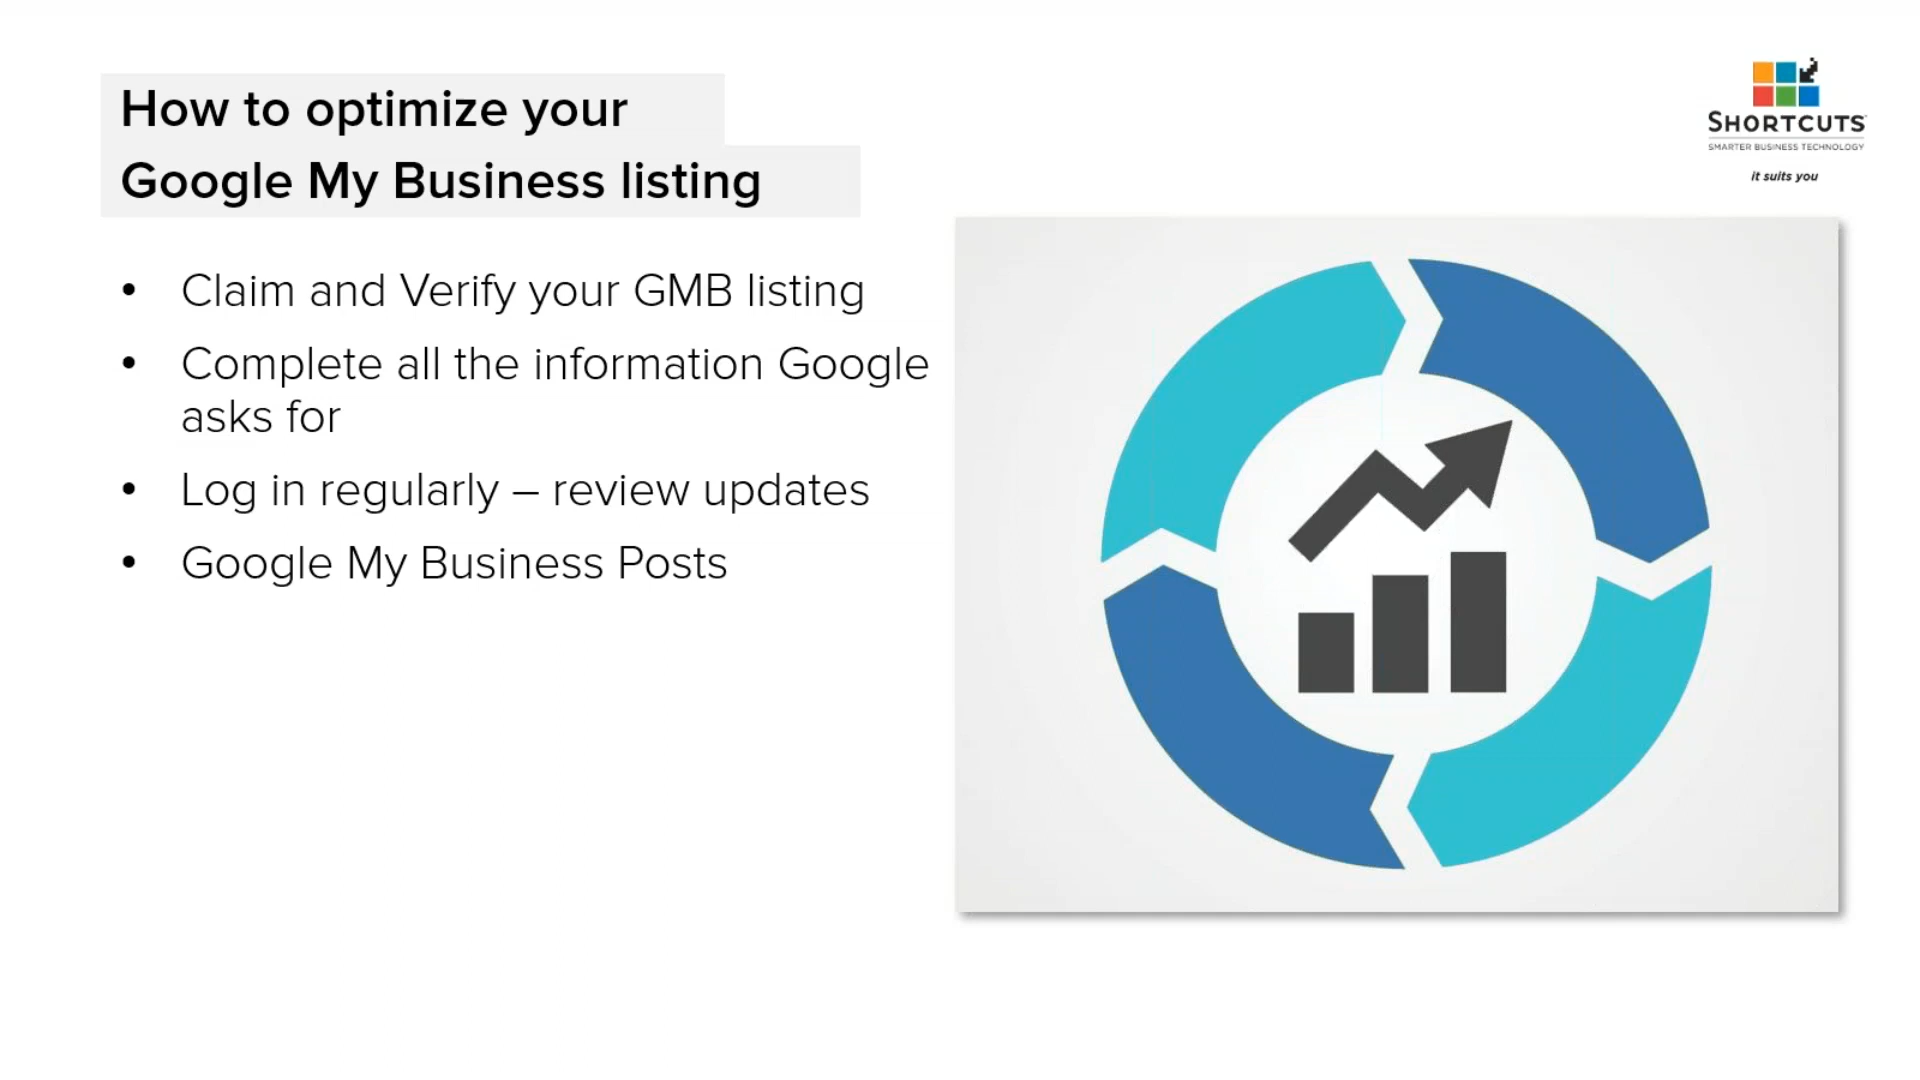 How to optimize your
Google My Business listing
SHORTCUTS
SMARTER BUSINESS TECHNOLOGY
it suits you
• Claim and Verify your GMB listing
• Complete all the information Google
asks for
• Log in regularly – review updates
• Google My Business Posts